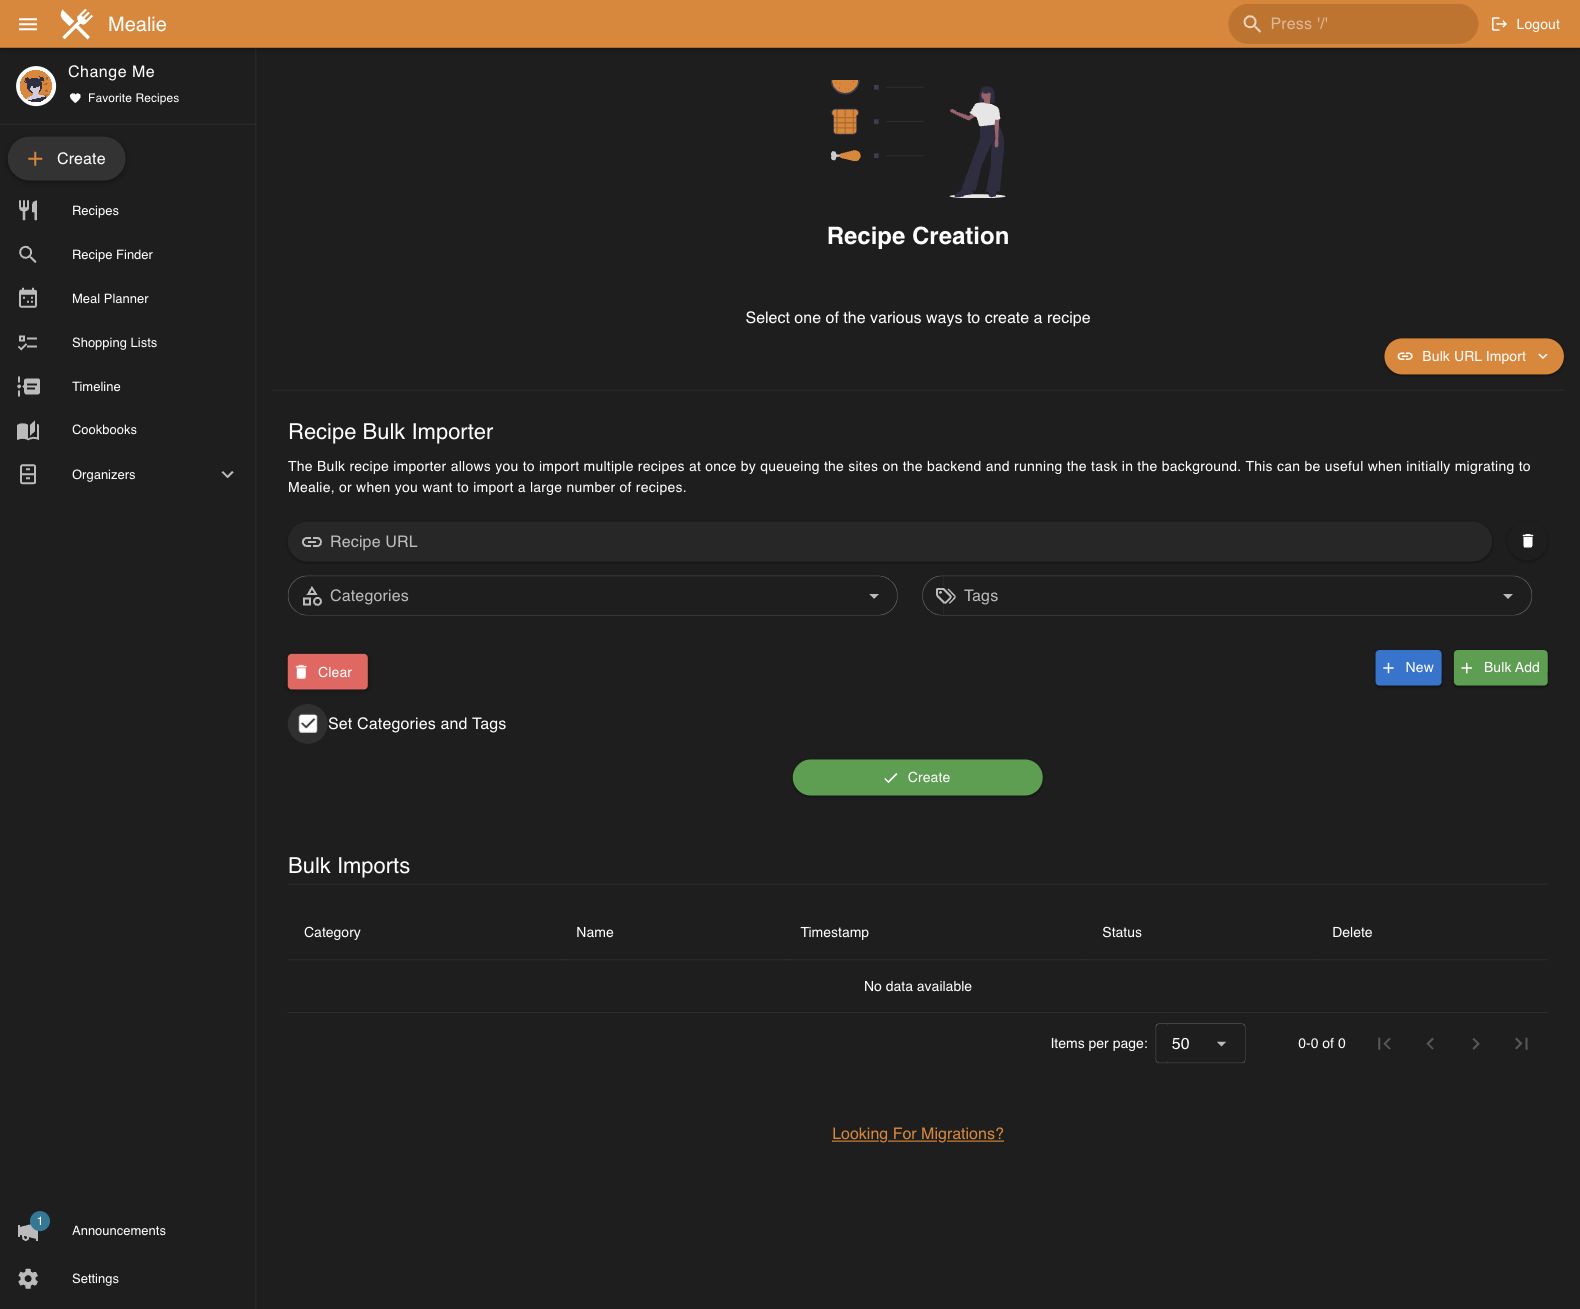 Mealie
Press '/'
Logout
Change Me
Favorite Recipes
Create
Recipes
Recipe Finder
Meal Planner
Shopping Lists
Timeline
Cookbooks
Organizers
Recipe Creation
Select one of the various ways to create a recipe
Bulk URL Import
Recipe Bulk Importer
The Bulk recipe importer allows you to import multiple recipes at once by queueing the sites on the backend and running the task in the background. This can be useful when initially migrating to
Mealie, or when you want to import a large number of recipes.
Recipe URL
Categories
Tags
Clear
New
Bulk Add
Set Categories and Tags
Create
Bulk Imports
Category Name Timestamp Status Delete
No data available
Items per page: 50 0-0 of 0
Looking For Migrations?
1
Announcements
Settings